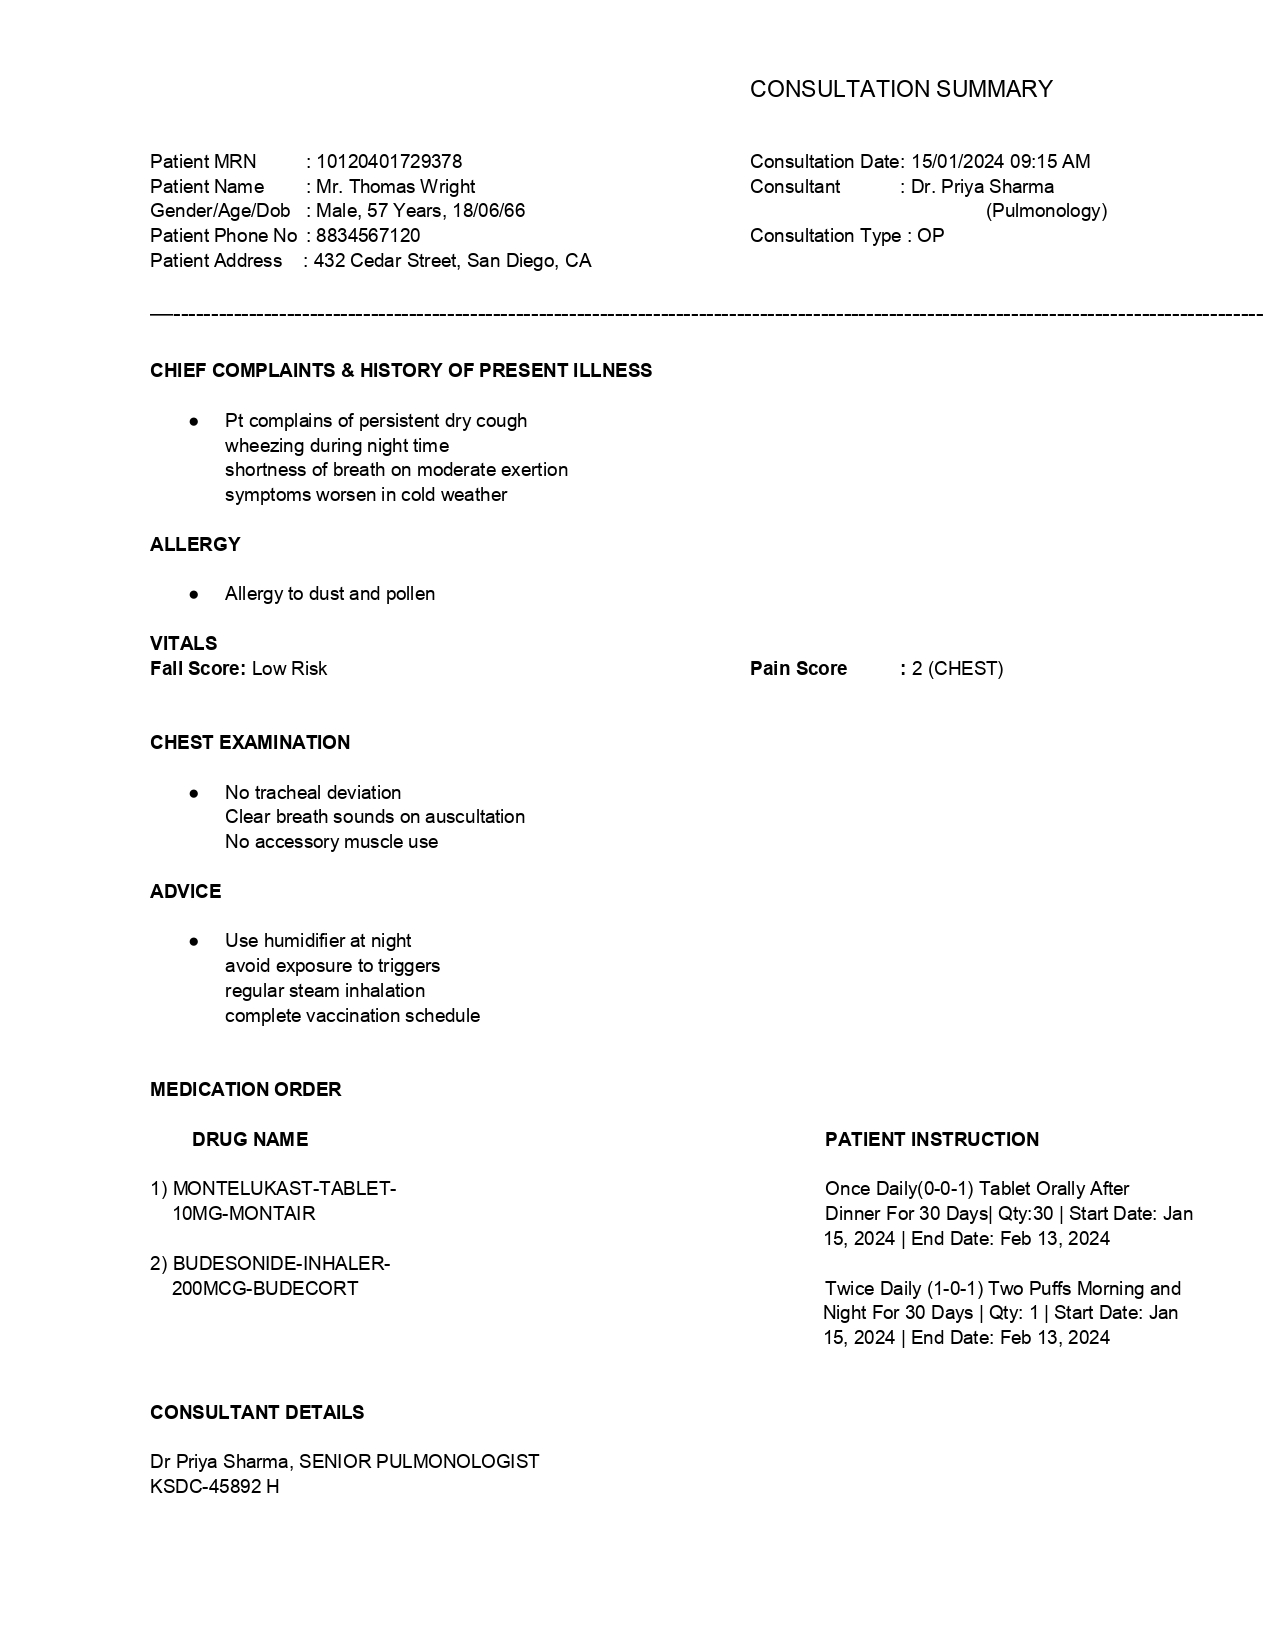 CONSULTATION SUMMARY
Patient MRN : 10120401729378
Consultation Date: 15/01/2024 09:15 AM
Patient Name : Mr. Thomas Wright
Consultant : Dr. Priya Sharma
Gender/Age/Dob : Male, 57 Years, 18/06/66
(Pulmonology)
Patient Phone No : 8834567120
Consultation Type : OP
Patient Address : 432 Cedar Street, San Diego, CA
CHIEF COMPLAINTS & HISTORY OF PRESENT ILLNESS
● Pt complains of persistent dry cough
wheezing during night time
shortness of breath on moderate exertion
symptoms worsen in cold weather
ALLERGY
● Allergy to dust and pollen
VITALS
Fall Score: Low Risk
Pain Score : 2 (CHEST)
CHEST EXAMINATION
● No tracheal deviation
Clear breath sounds on auscultation
No accessory muscle use
ADVICE
● Use humidifier at night
avoid exposure to triggers
regular steam inhalation
complete vaccination schedule
MEDICATION ORDER
DRUG NAME
PATIENT INSTRUCTION
1) MONTELUKAST-TABLET-
10MG-MONTAIR
Once Daily(0-0-1) Tablet Orally After
Dinner For 30 Days| Qty:30 | Start Date: Jan
15, 2024 | End Date: Feb 13, 2024
2) BUDESONIDE-INHALER-
200MCG-BUDECORT
Twice Daily (1-0-1) Two Puffs Morning and
Night For 30 Days | Qty: 1 | Start Date: Jan
15, 2024 | End Date: Feb 13, 2024
CONSULTANT DETAILS
Dr Priya Sharma, SENIOR PULMONOLOGIST
KSDC-45892 H